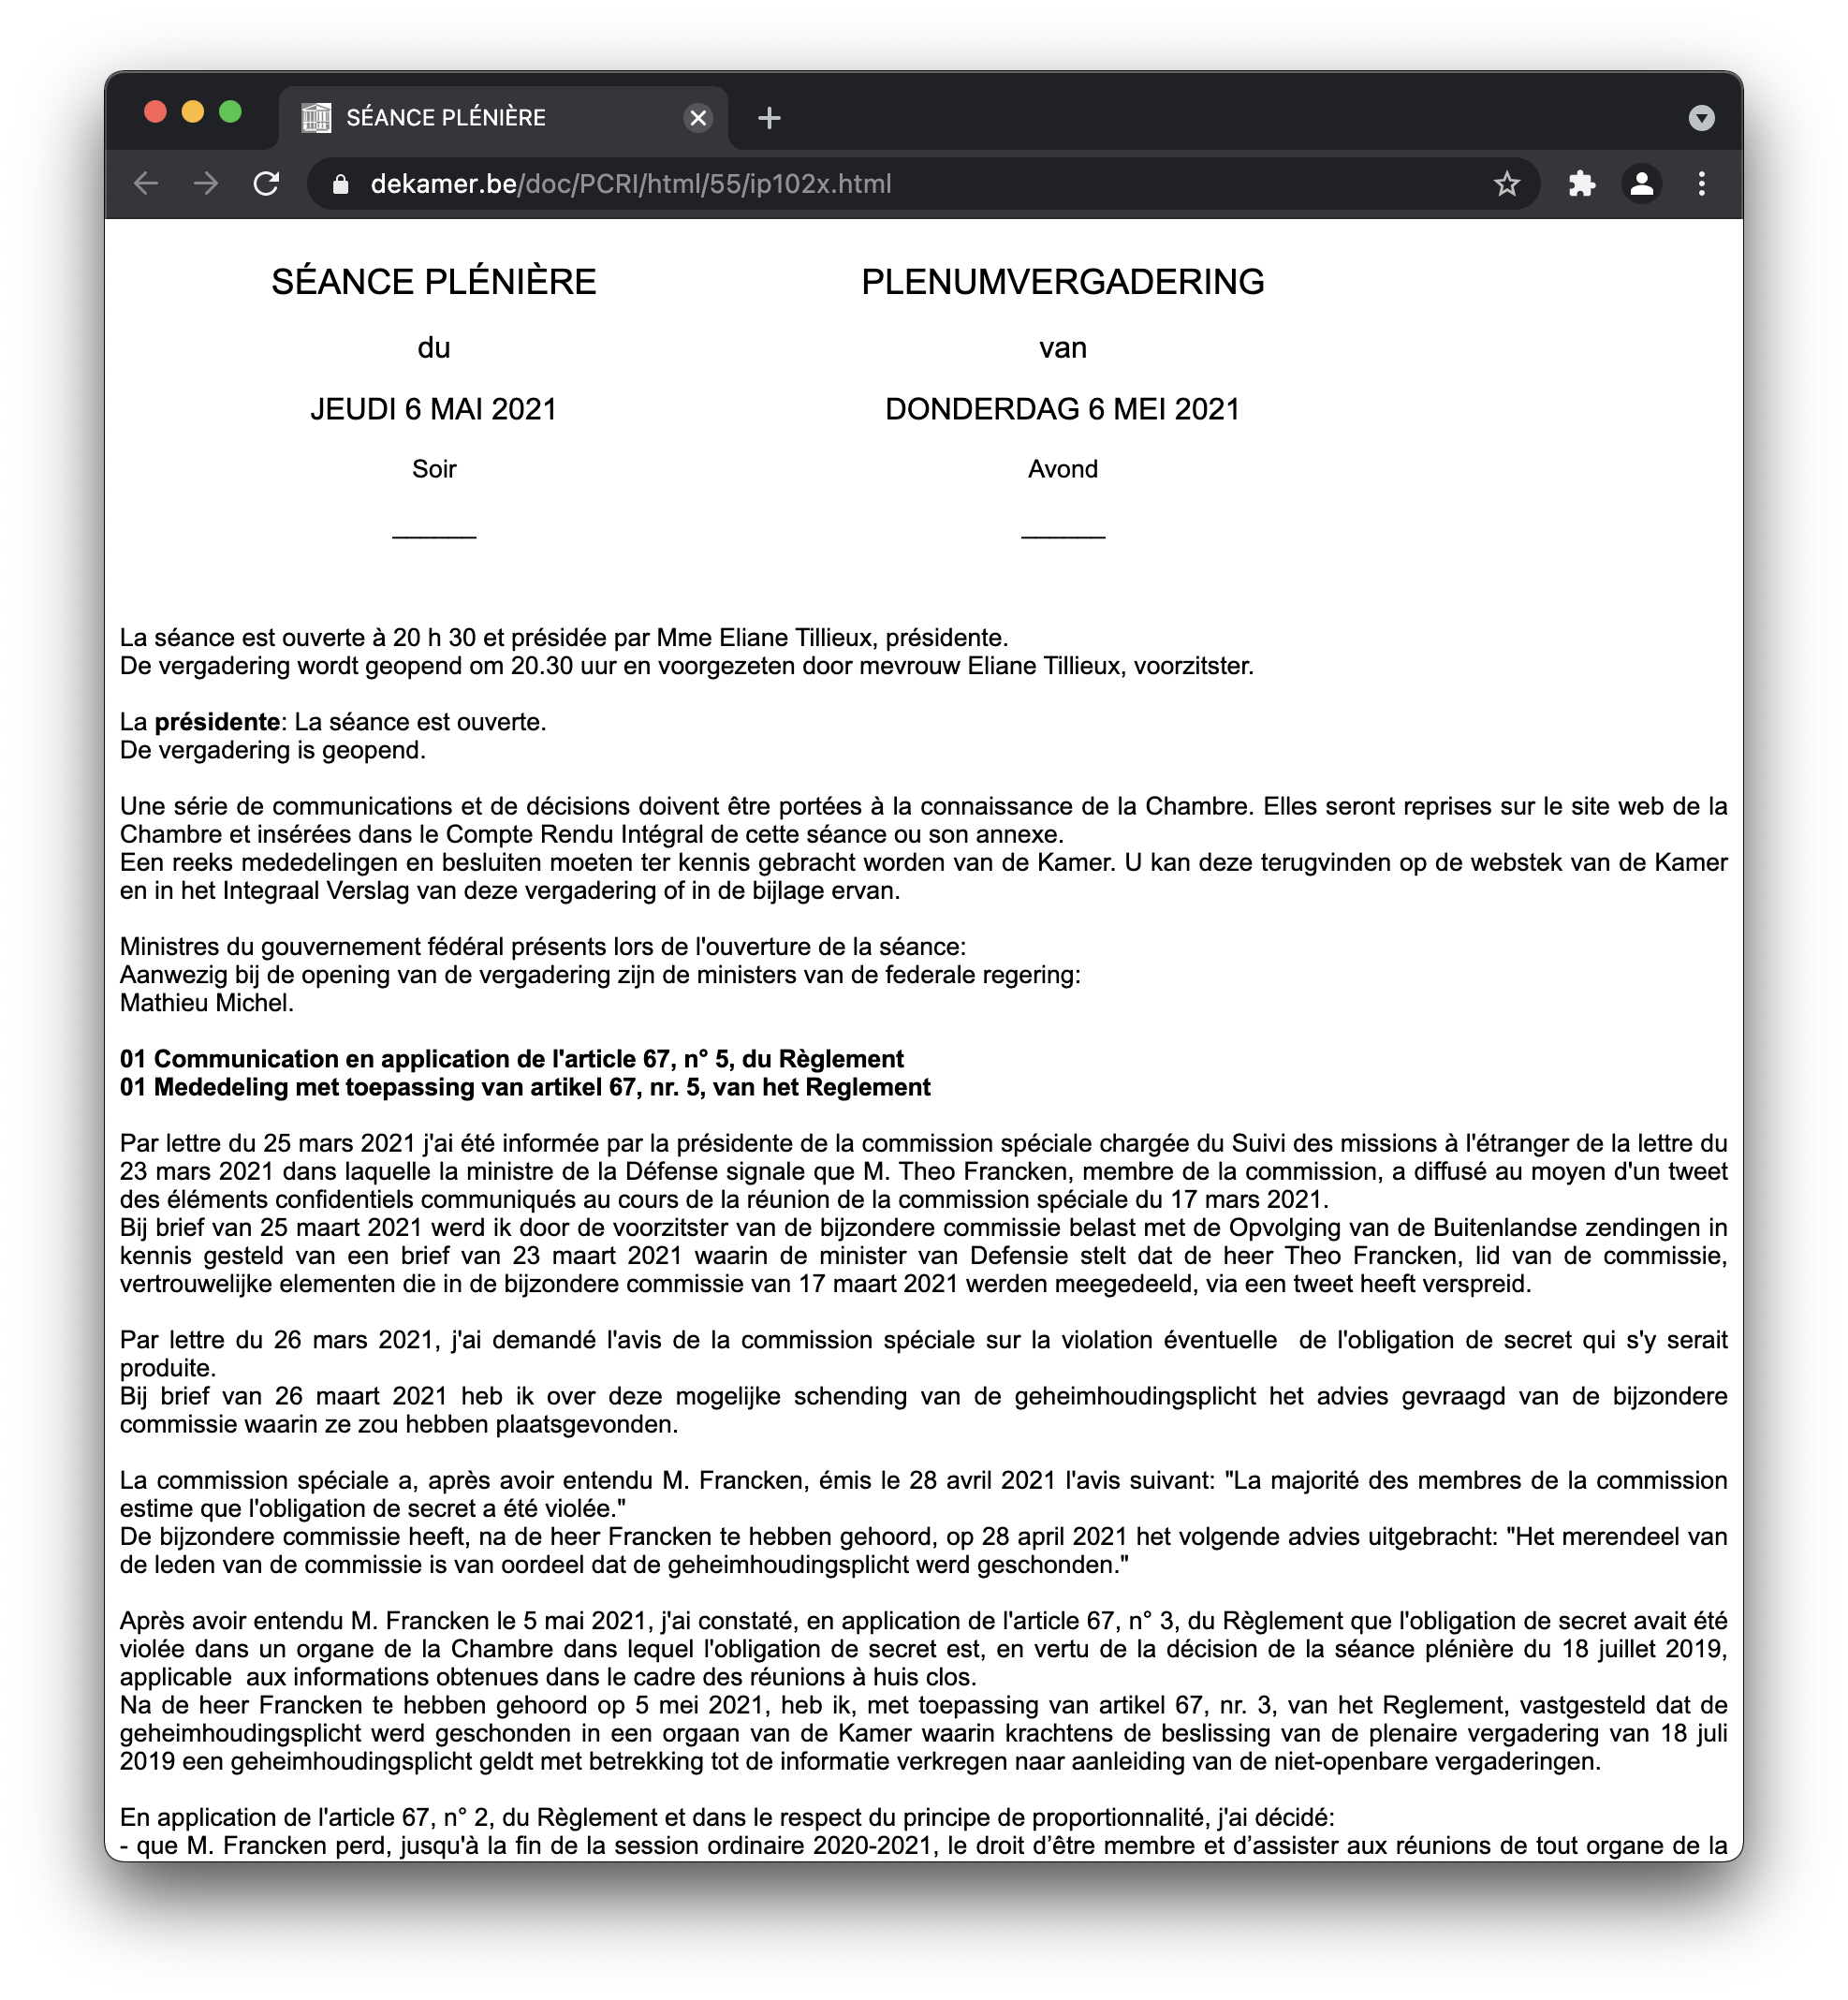 SÉANCE PLÉNIÈRE
dekamer.be/doc/PCRI/html/55/ip102x.html
SÉANCE PLÉNIÈRE
du
JEUDI 6 MAI 2021
Soir
______
PLENUMVERGADERING
van
DONDERDAG 6 MEI 2021
Avond
______
La séance est ouverte à 20 h 30 et présidée par Mme Eliane Tillieux, présidente.
De vergadering wordt geopend om 20.30 uur en voorgezeten door mevrouw Eliane Tillieux, voorzitster.
La présidente: La séance est ouverte.
De vergadering is geopend.
Une série de communications et de décisions doivent être portées à la connaissance de la Chambre. Elles seront reprises sur le site web de la
Chambre et insérées dans le Compte Rendu Intégral de cette séance ou son annexe.
Een reeks mededelingen en besluiten moeten ter kennis gebracht worden van de Kamer. U kan deze terugvinden op de webstek van de Kamer
en in het Integraal Verslag van deze vergadering of in de bijlage ervan.
Ministres du gouvernement fédéral présents lors de l'ouverture de la séance:
Aanwezig bij de opening van de vergadering zijn de ministers van de federale regering:
Mathieu Michel.
01 Communication en application de l'article 67, n° 5, du Règlement
01 Mededeling met toepassing van artikel 67, nr. 5, van het Reglement
Par lettre du 25 mars 2021 j'ai été informée par la présidente de la commission spéciale chargée du Suivi des missions à l'étranger de la lettre du
23 mars 2021 dans laquelle la ministre de la Défense signale que M. Theo Francken, membre de la commission, a diffusé au moyen d'un tweet
des éléments confidentiels communiqués au cours de la réunion de la commission spéciale du 17 mars 2021.
Bij brief van 25 maart 2021 werd ik door de voorzitster van de bijzondere commissie belast met de Opvolging van de Buitenlandse zendingen in
kennis gesteld van een brief van 23 maart 2021 waarin de minister van Defensie stelt dat de heer Theo Francken, lid van de commissie,
vertrouwelijke elementen die in de bijzondere commissie van 17 maart 2021 werden meegedeeld, via een tweet heeft verspreid.
Par lettre du 26 mars 2021, j'ai demandé l'avis de la commission spéciale sur la violation éventuelle  de l'obligation de secret qui s'y serait
produite.
Bij brief van 26 maart 2021 heb ik over deze mogelijke schending van de geheimhoudingsplicht het advies gevraagd van de bijzondere
commissie waarin ze zou hebben plaatsgevonden.
La commission spéciale a, après avoir entendu M. Francken, émis le 28 avril 2021 l'avis suivant: "La majorité des membres de la commission
estime que l'obligation de secret a été violée."
De bijzondere commissie heeft, na de heer Francken te hebben gehoord, op 28 april 2021 het volgende advies uitgebracht: "Het merendeel van
de leden van de commissie is van oordeel dat de geheimhoudingsplicht werd geschonden."
Après avoir entendu M. Francken le 5 mai 2021, j'ai constaté, en application de l'article 67, n° 3, du Règlement que l'obligation de secret avait été
violée dans un organe de la Chambre dans lequel l'obligation de secret est, en vertu de la décision de la séance plénière du 18 juillet 2019,
applicable  aux informations obtenues dans le cadre des réunions à huis clos.
Na de heer Francken te hebben gehoord op 5 mei 2021, heb ik, met toepassing van artikel 67, nr. 3, van het Reglement, vastgesteld dat de
geheimhoudingsplicht werd geschonden in een orgaan van de Kamer waarin krachtens de beslissing van de plenaire vergadering van 18 juli
2019 een geheimhoudingsplicht geldt met betrekking tot de informatie verkregen naar aanleiding van de niet-openbare vergaderingen.
En application de l'article 67, n° 2, du Règlement et dans le respect du principe de proportionnalité, j'ai décidé:
- que M. Francken perd, jusqu'à la fin de la session ordinaire 2020-2021, le droit d’être membre et d’assister aux réunions de tout organe de la